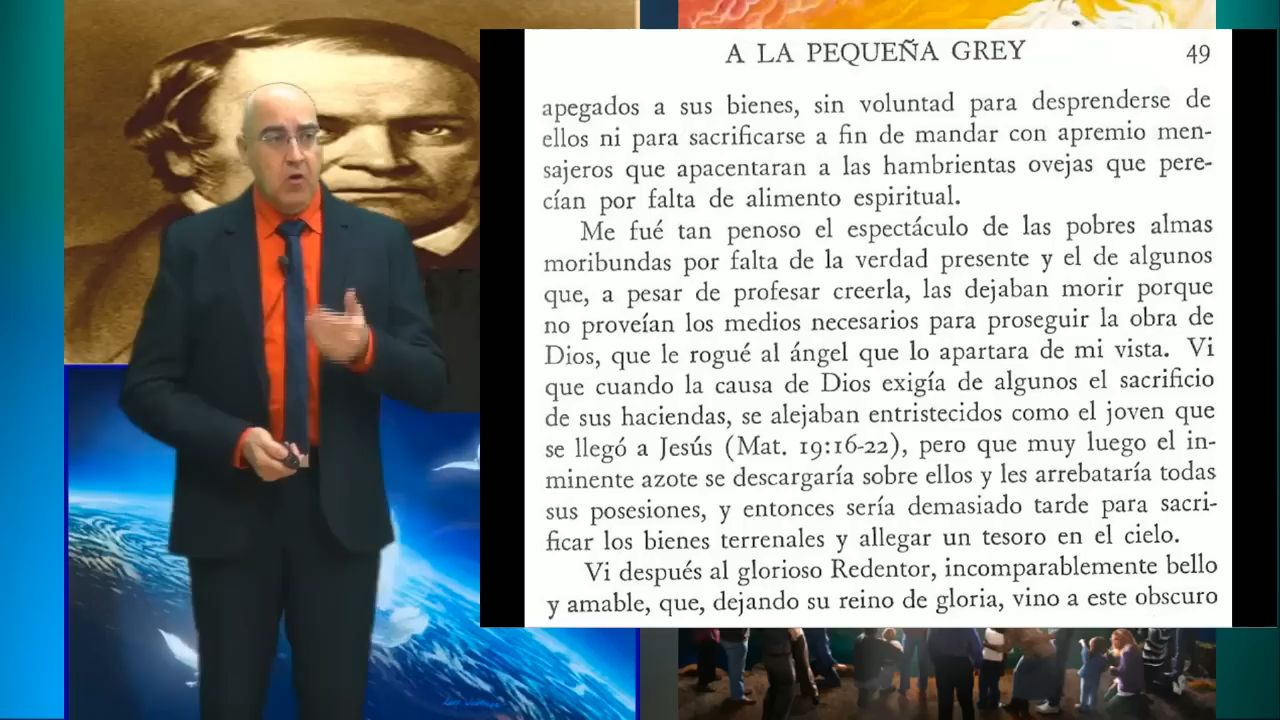 A LA PEQUEÑA GREY 49
apegados a sus bienes, sin voluntad para desprenderse de
ellos ni para sacrificarse a fin de mandar con apremio men-
sajeros que apacentaran a las hambrientas ovejas que pere-
cían por falta de alimento espiritual.
Me fué tan penoso el espectáculo de las pobres almas
moribundas por falta de la verdad presente y el de algunos
que, a pesar de profesar creerla, las dejaban morir porque
no proveían los medios necesarios para proseguir la obra de
Dios, que le rogué al ángel que lo apartara de mi vista. Vi
que cuando la causa de Dios exigía de algunos el sacrificio
de sus haciendas, se alejaban entristecidos como el joven que
se llegó a Jesús (Mat. 19:16-22), pero que muy luego el in-
minente azote se descargaría sobre ellos y les arrebataría todas
sus posesiones, y entonces sería demasiado tarde para sacri-
ficar los bienes terrenales y allegar un tesoro en el cielo.
Vi después al glorioso Redentor, incomparablemente bello
y amable, que, dejando su reino de gloria, vino a este obscuro